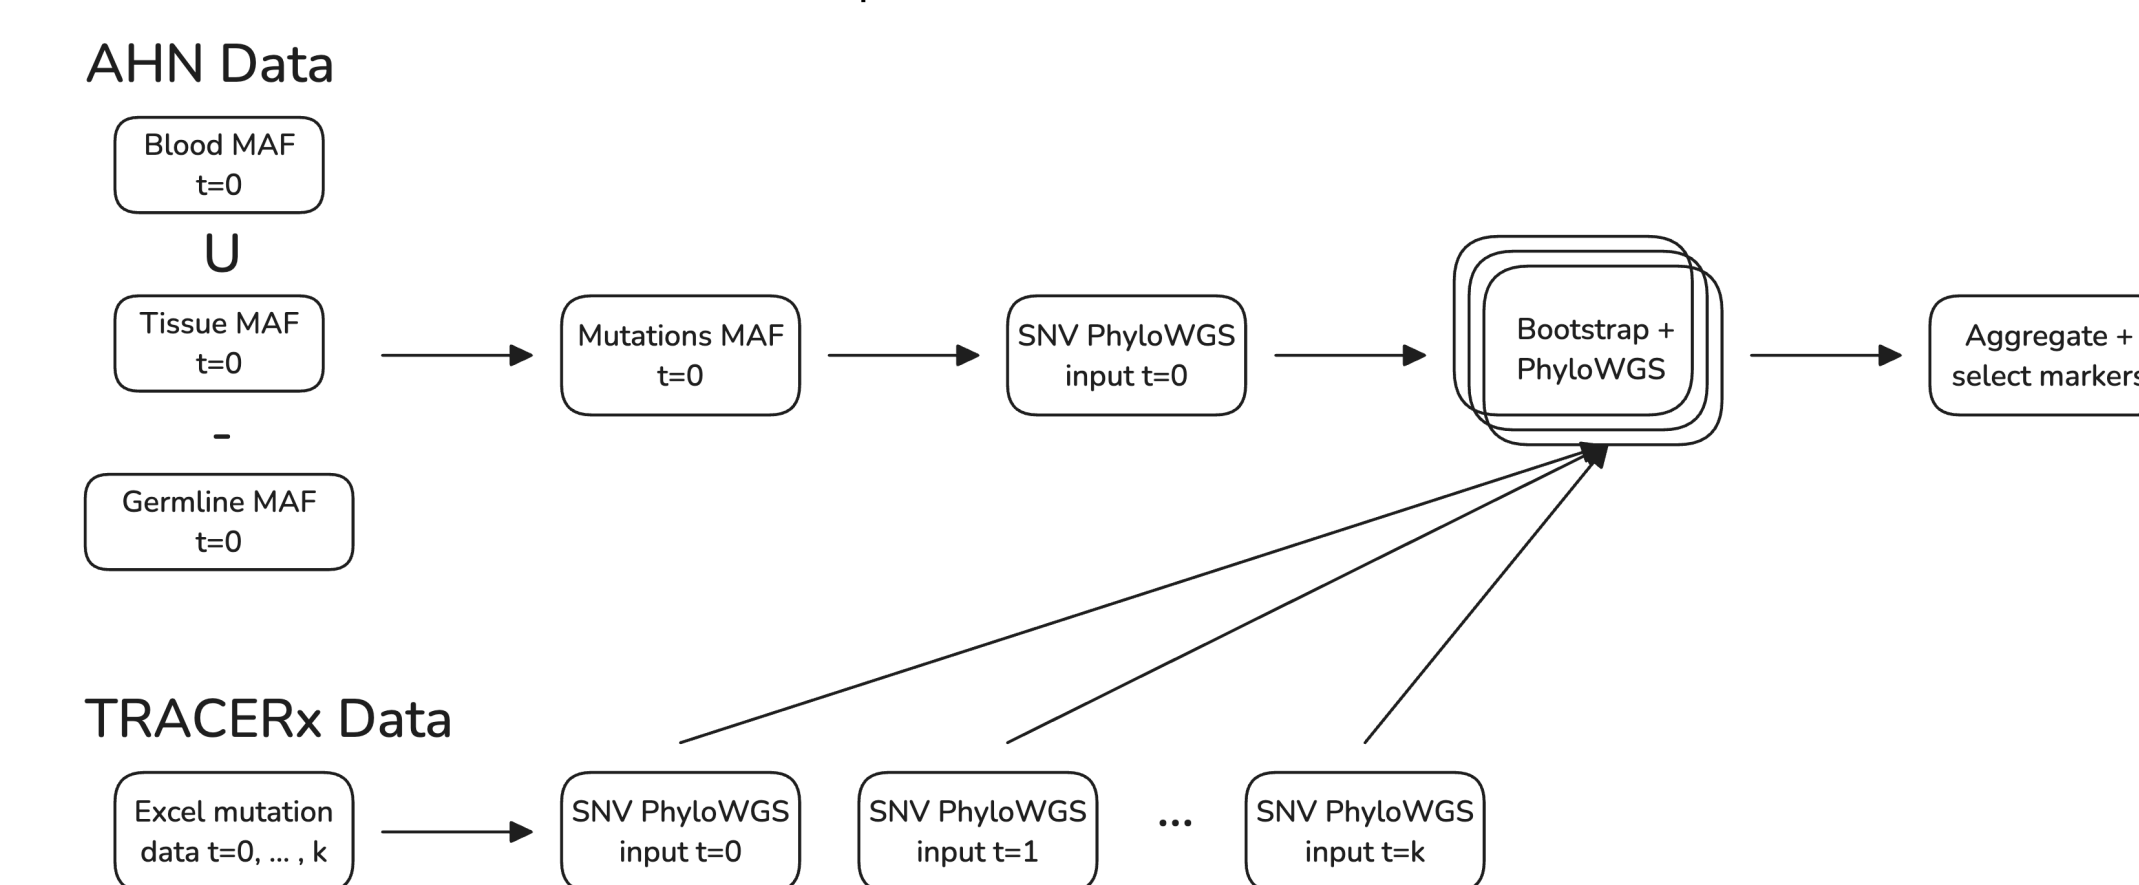 AHN Data
Blood MAF
t=0
U
Tissue MAF
t=0
-
Germline MAF
t=0
Mutations MAF
t=0
SNV PhyloWGS
input t=0
Bootstrap +
PhyloWGS
Aggregate +
select markers
TRACERx Data
Excel mutation
data t=0, ... , k
SNV PhyloWGS
input t=0
SNV PhyloWGS
input t=1
...
SNV PhyloWGS
input t=k